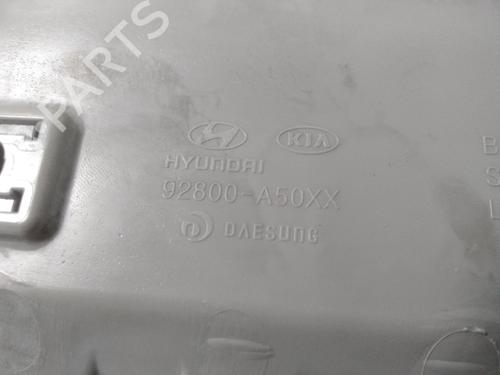 PARTS
KIA
HYUNDAI
92800-A50XX
DAESUNG
B
S
L